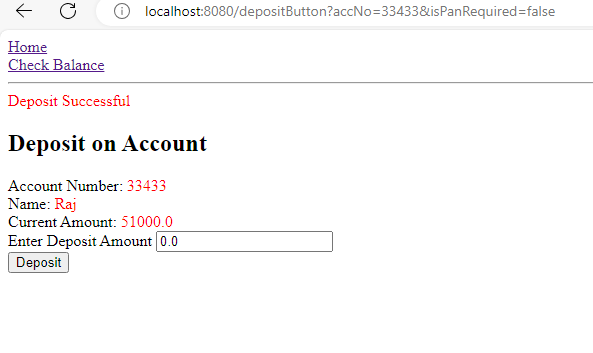 localhost:8080/depositButton?accNo=33433&isPanRequired=false
Home
Check Balance
Deposit Successful
Deposit on Account
Account Number: 33433
Name: Raj
Current Amount: 51000.0
Enter Deposit Amount 0.0
Deposit